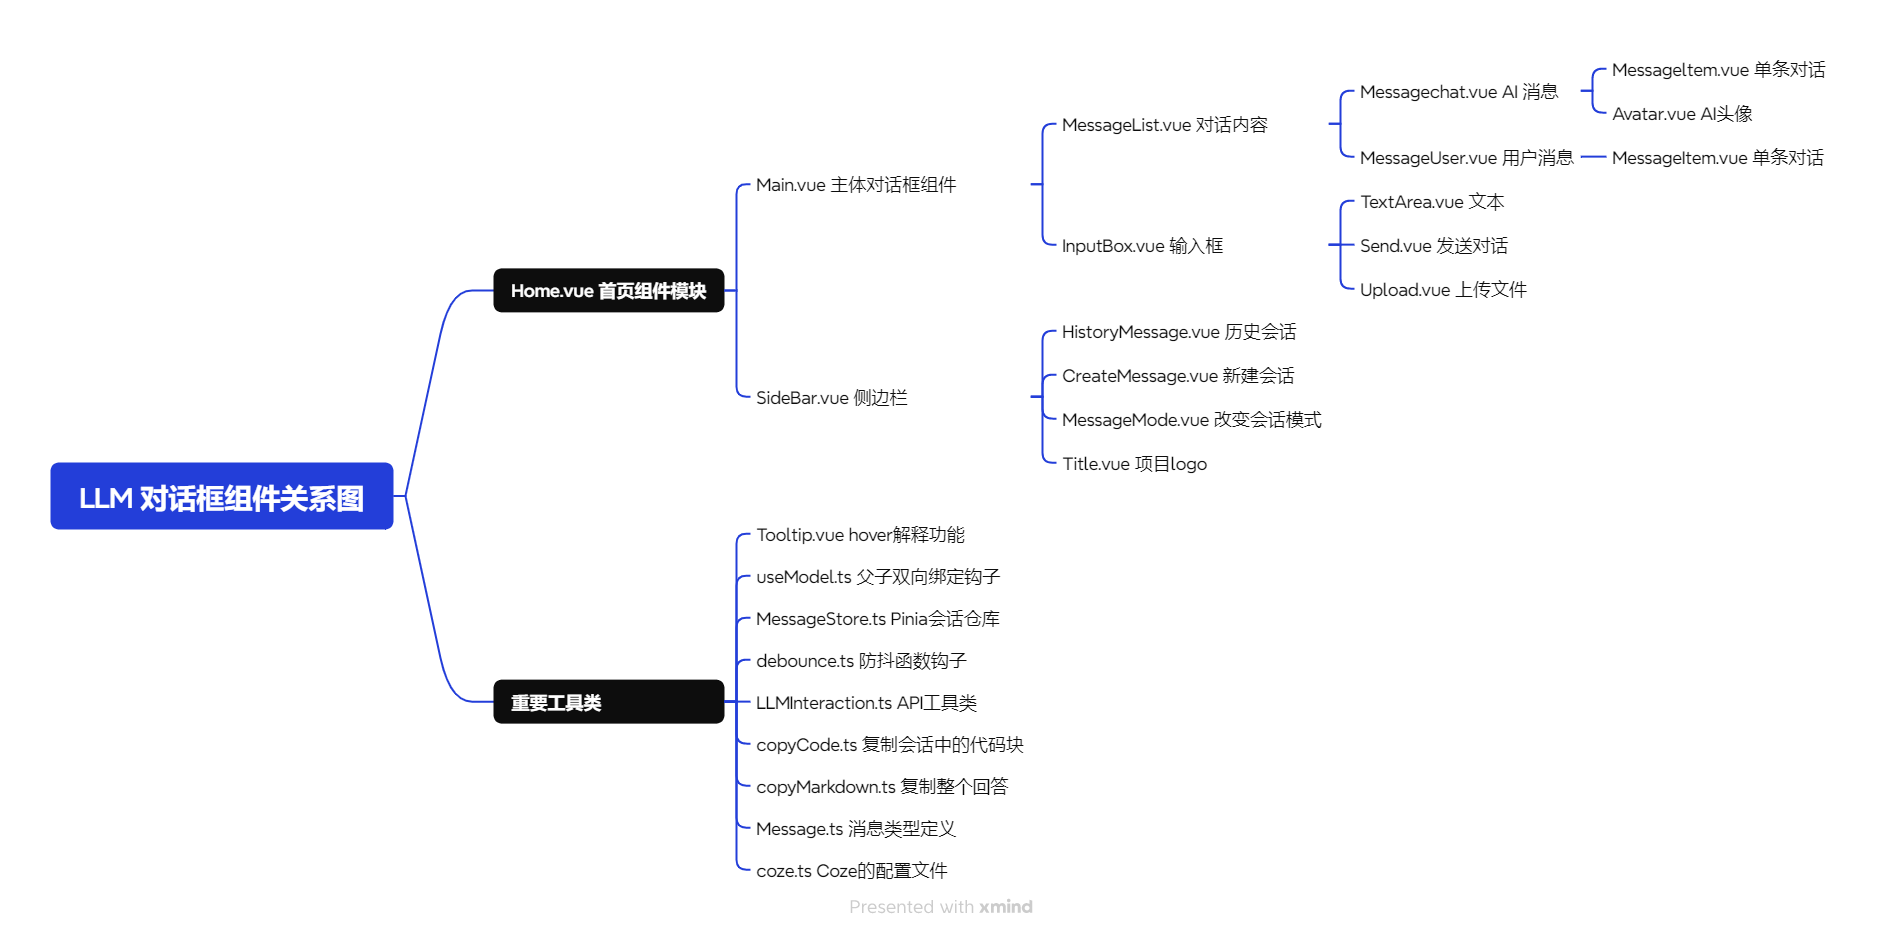 LLM 对话框组件关系图
Home.vue 首页组件模块
Main.vue 主体对话框组件
MessageList.vue 对话内容
Messagechat.vue AI 消息
MessageItem.vue 单条对话
Avatar.vue AI头像
MessageUser.vue 用户消息
MessageItem.vue 单条对话
InputBox.vue 输入框
TextArea.vue 文本
Send.vue 发送对话
Upload.vue 上传文件
SideBar.vue 侧边栏
HistoryMessage.vue 历史会话
CreateMessage.vue 新建会话
MessageMode.vue 改变会话模式
Title.vue 项目logo
重要工具类
Tooltip.vue hover解释功能
useModel.ts 父子双向绑定钩子
MessageStore.ts Pinia会话仓库
debounce.ts 防抖函数钩子
LLMInteraction.ts API工具类
copyCode.ts 复制会话中的代码块
copyMarkdown.ts 复制整个回答
Message.ts 消息类型定义
coze.ts Coze的配置文件
Presented with xmind